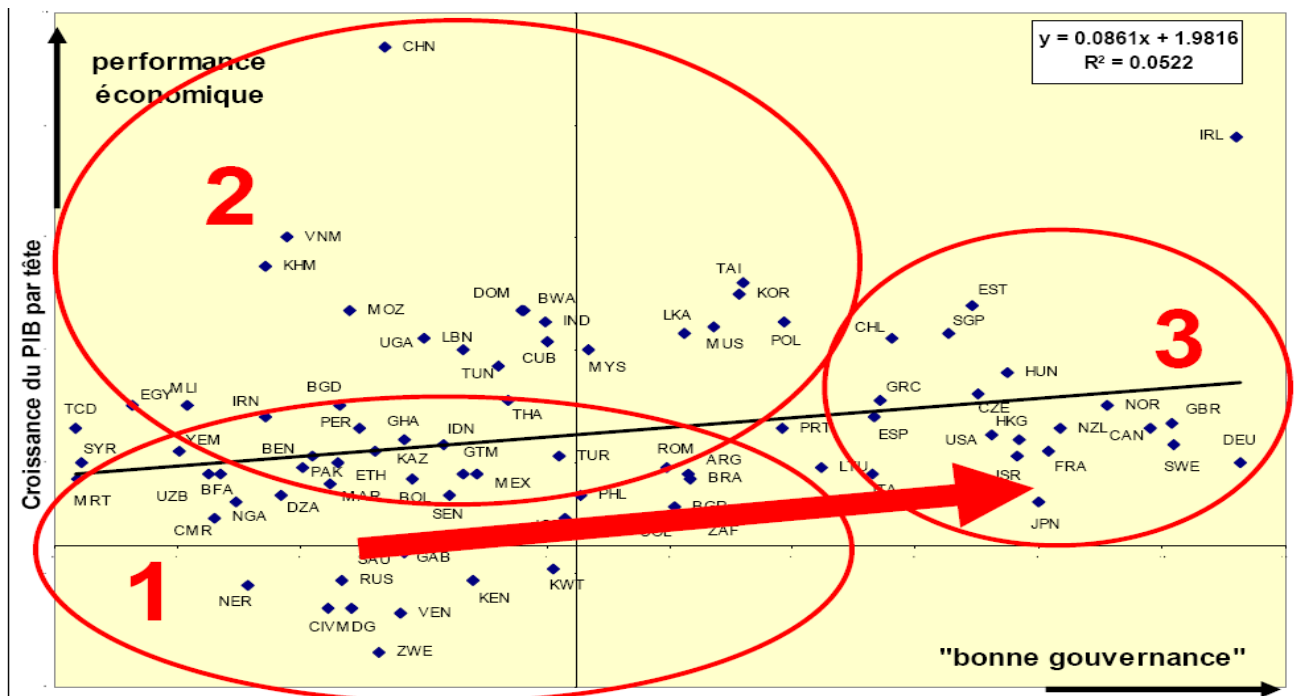 CHN
performance
économique
y = 0.0861x + 1.9816
R² = 0.0522
IRL
2
VNM
KHM
TAI
KOR
MOZ
DOM
BWA
IND
EST
SGP
LKA
MUS
POL
CHL
3
UGA
LBN
CUB
MYS
TUN
HUN
MLI
EGY
IRN
BGD
THA
GRC
CZE
NOR
GBR
TCD
PER
GHA
IDN
PRT
ESP
USA
HKG
NZL
CAN
DEU
SYR
YEM
BEN
PAK
ETH
KAZ
GTM
TUR
ROM
ARG
BRA
LTU
ISR
FRA
SWE
MRT
UZB
BFA
NGA
DZA
MAR
BOL
SEN
MEX
PHL
CMR
ZAF
JPN
GAB
1
NER
RUS
KEN
KWT
CIV
MDG
VEN
ZWE
"bonne gouvernance"
Croissance du PIB par tête